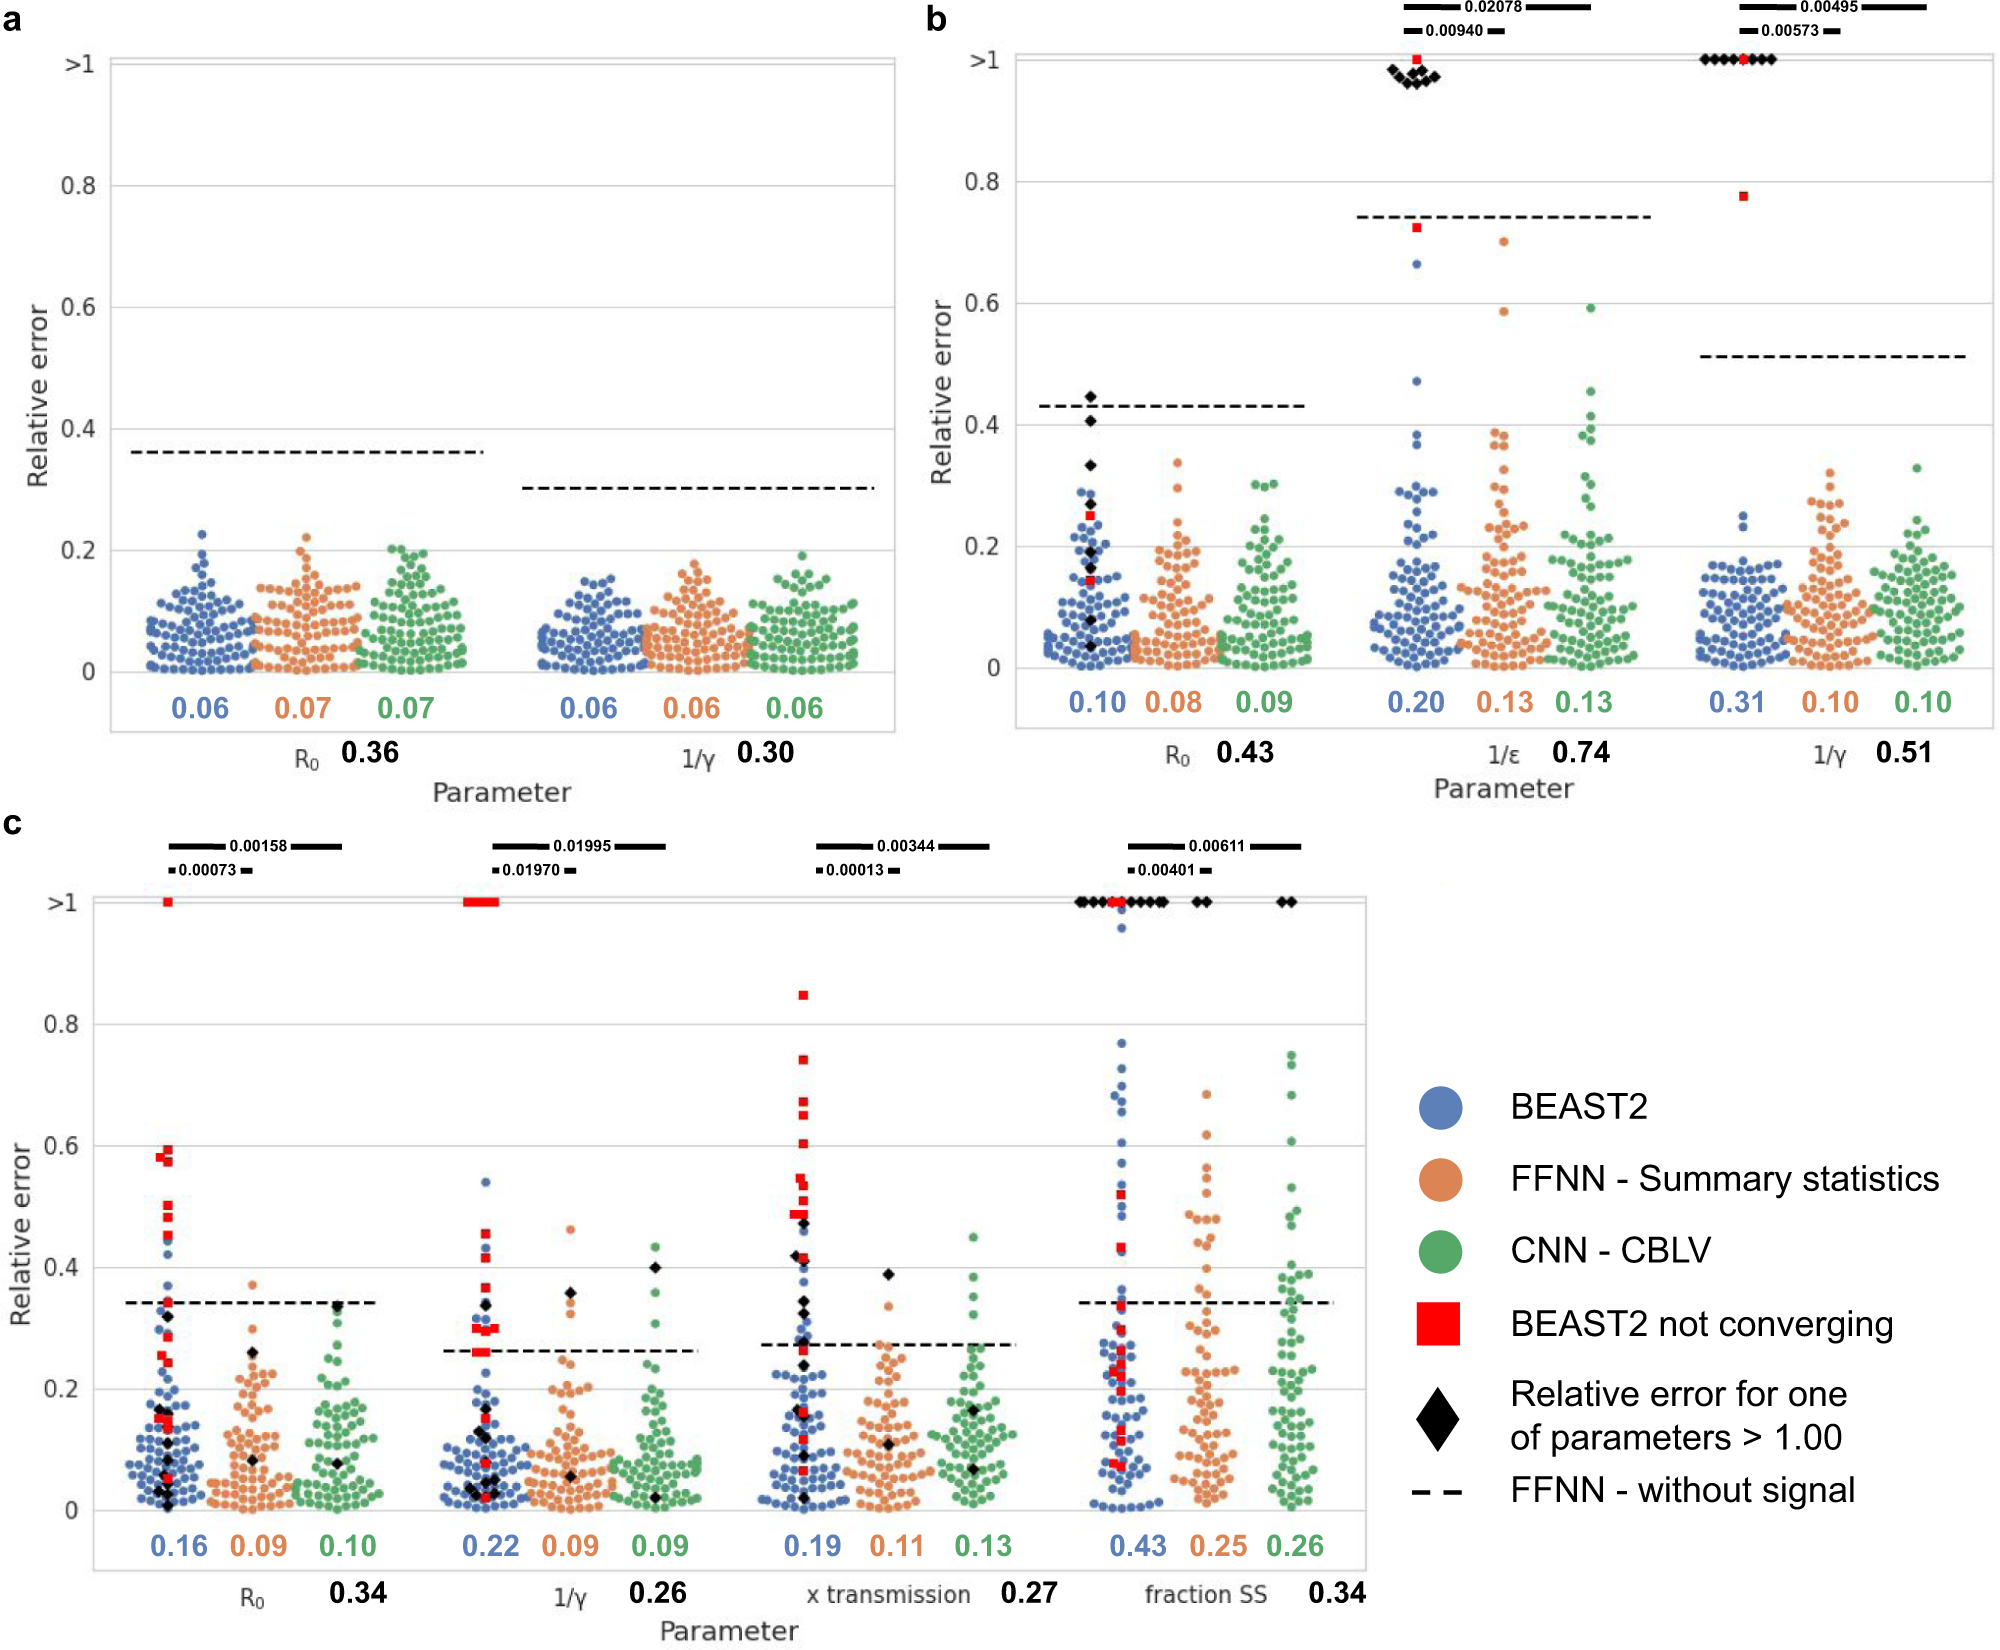 a
>1
0.8
0.6
0.4
0.2
0
Relative error
0.06 0.07 0.07 0.06 0.06 0.06
R₀ 0.36 1/γ 0.30
Parameter
b
0.02078 0.00495
0.00940 0.00573
>1
0.8
0.6
0.4
0.2
0
Relative error
0.10 0.08 0.09 0.20 0.13 0.13 0.31 0.10 0.10
R₀ 0.43 1/ε 0.74 1/γ 0.51
Parameter
c
0.00158 0.01995 0.00344 0.00611
0.00073 0.01970 0.00013 0.00401
>1
0.8
0.6
0.4
0.2
0
Relative error
0.16 0.09 0.10 0.22 0.09 0.09 0.19 0.11 0.13 0.43 0.25 0.26
R₀ 0.34 1/γ 0.26 x transmission 0.27 fraction SS 0.34
Parameter
BEAST2
FFNN - Summary statistics
CNN - CBLV
BEAST2 not converging
Relative error for one
of parameters > 1.00
FFNN - without signal